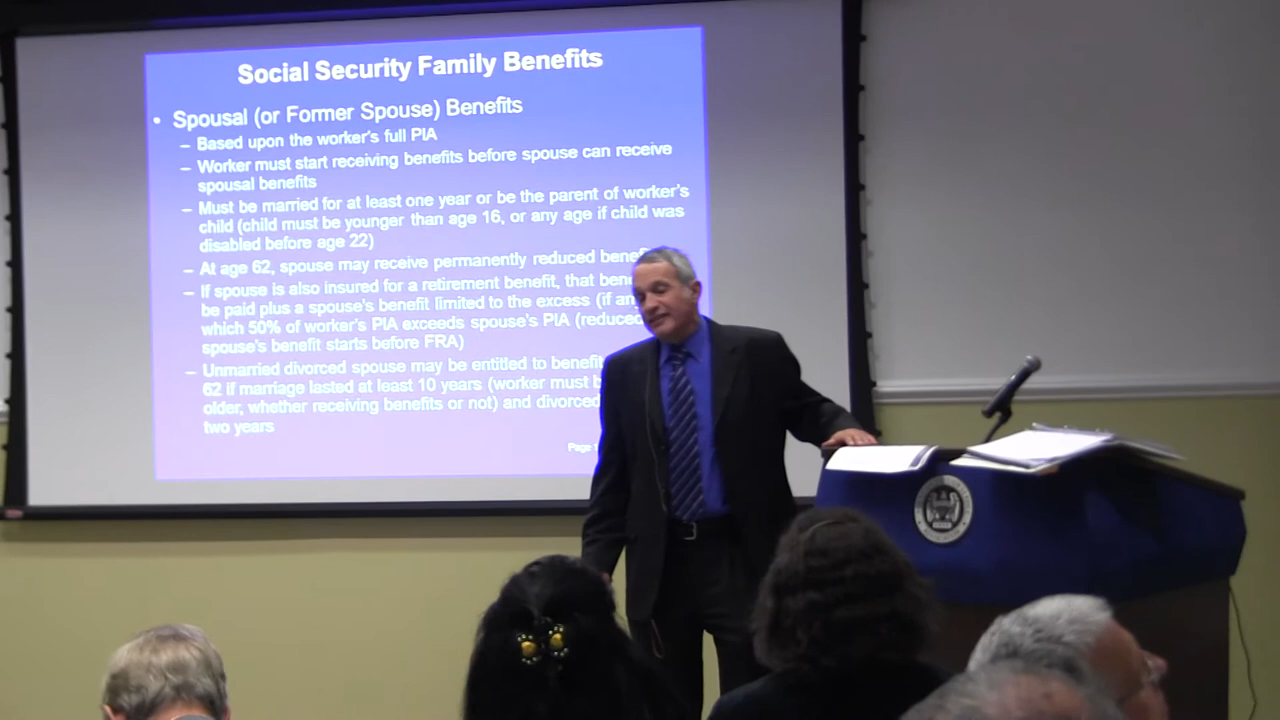 Social Security Family Benefits
• Spousal (or Former Spouse) Benefits
– Based upon the worker's full PIA
– Worker must start receiving benefits before spouse can receive
spousal benefits
– Must be married for at least one year or be the parent of worker's
child (child must be younger than age 16, or any age if child was
disabled before age 22)
– At age 62, spouse may receive permanently reduced
– If spouse is also insured for a retirement benefit, that
be paid plus a spouse's benefit limited to the excess (if
which 50% of worker's PIA exceeds spouse's PIA (reduced
spouse's benefit starts before FRA)
– Unmarried divorced spouse may be entitled to
62 if marriage lasted at least 10 years (worker must
older, whether receiving benefits or not) and divorced
two years
Page